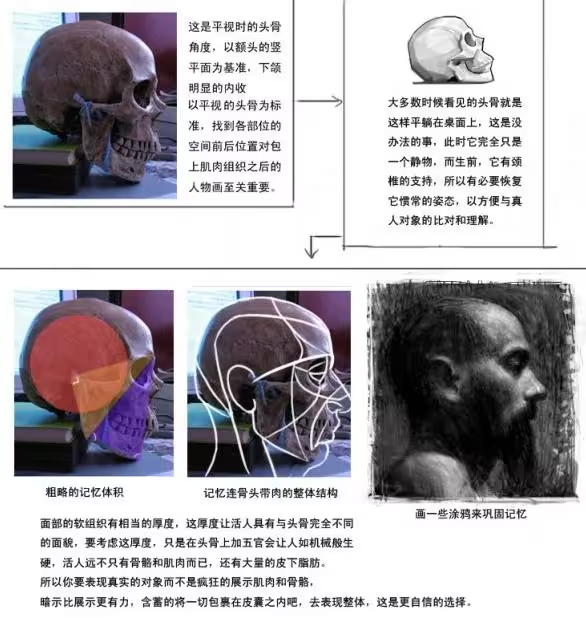 这是平视时的头骨
角度，以额头的竖
平面为基准，下颌
明显的内收
以平视的头骨为标
准，找到各部位的
空间前后位置对包
上肌肉组织之后的
人物画至关重要。
大多数时候看见的头骨就是
这样平躺在桌面上，这是没
办法的事，此时它完全只是
一个静物，而生前，它有颈
椎的支持，所以有必要恢复
它惯常的姿态，以方便与真
人对象的比对和理解。
粗略的记忆体积
记忆连骨头带肉的整体结构
画一些涂鸦来巩固记忆
面部的软组织有相当的厚度，这厚度让活人具有与头骨完全不同
的面貌，要考虑这厚度，只是在头骨上加五官会让人如机械般生
硬，活人远不只有骨骼和肌肉而已，还有大量的皮下脂肪。
所以你要表现真实的对象而不是疯狂的展示肌肉和骨骼，
暗示比展示更有力，含蓄的将一切包裹在皮囊之内吧，去表现整体，这是更自信的选择。